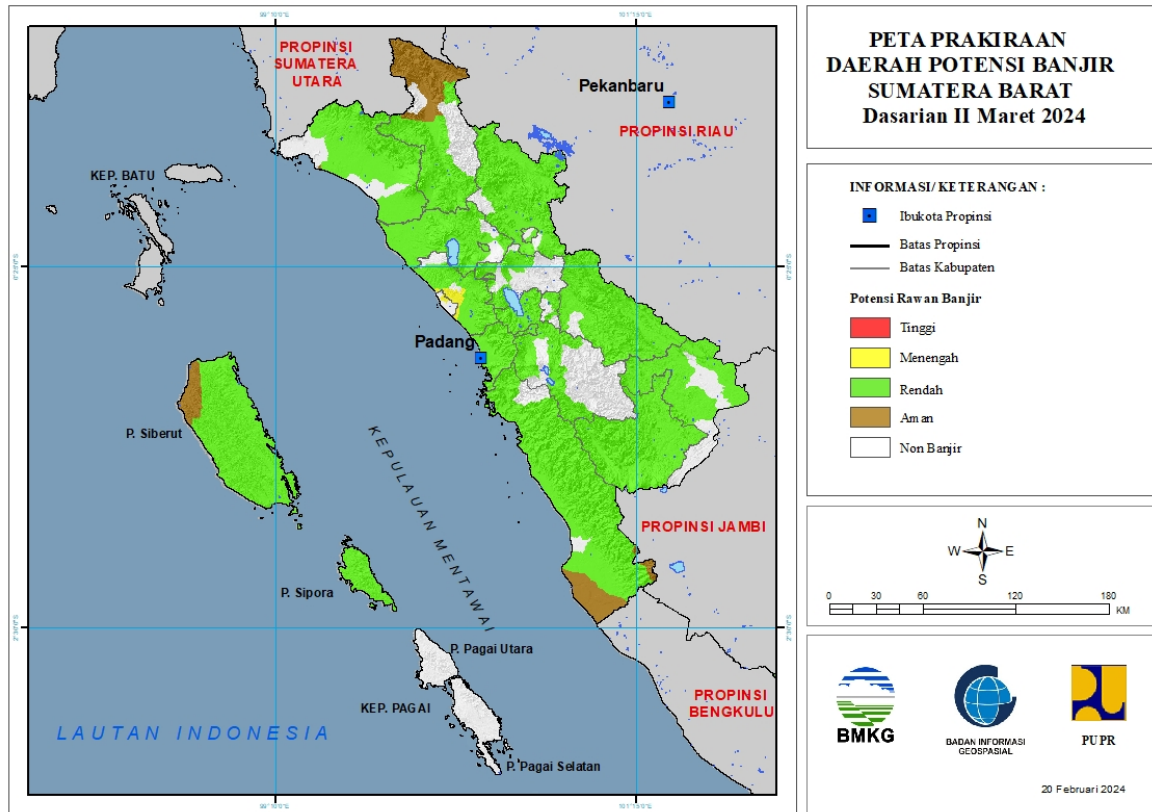 PETA PRAKIRAAN
DAERAH POTENSI BANJIR
SUMATERA BARAT
Dasarian II Maret 2024
INFORMASI/ KETERANGAN :
Ibukota Propinsi
Batas Propinsi
Batas Kabupaten
Potensi Rawan Banjir
Tinggi
Menengah
Rendah
Aman
Non Banjir
N
W E
S
0 30 60 120 180
KM
BMKG
BADAN INFORMASI
GEOSPASIAL
PUPR
20 Februari 2024
PROPINSI
SUMATERA
UTARA
Pekanbaru
PROPINSI RIAU
KEP. BATU
Padang
P. Siberut
KEPULAUAN MENTAWAI
PROPINSI JAMBI
P. Sipora
P. Pagai Utara
KEP. PAGAI
PROPINSI
BENGKULU
LAUTAN INDONESIA
P. Pagai Selatan